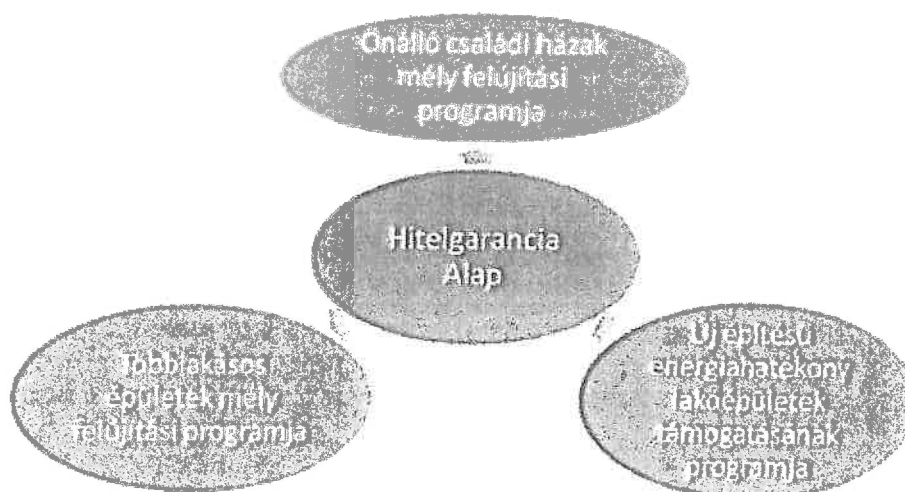 Önálló családi házak
mély felújítási
programja
Hitelgarancia
Alap
Többlakásos
épületek mély
felújítási programja
Új építésű
energiahatékony
lakóépületek
támogatásának
programja